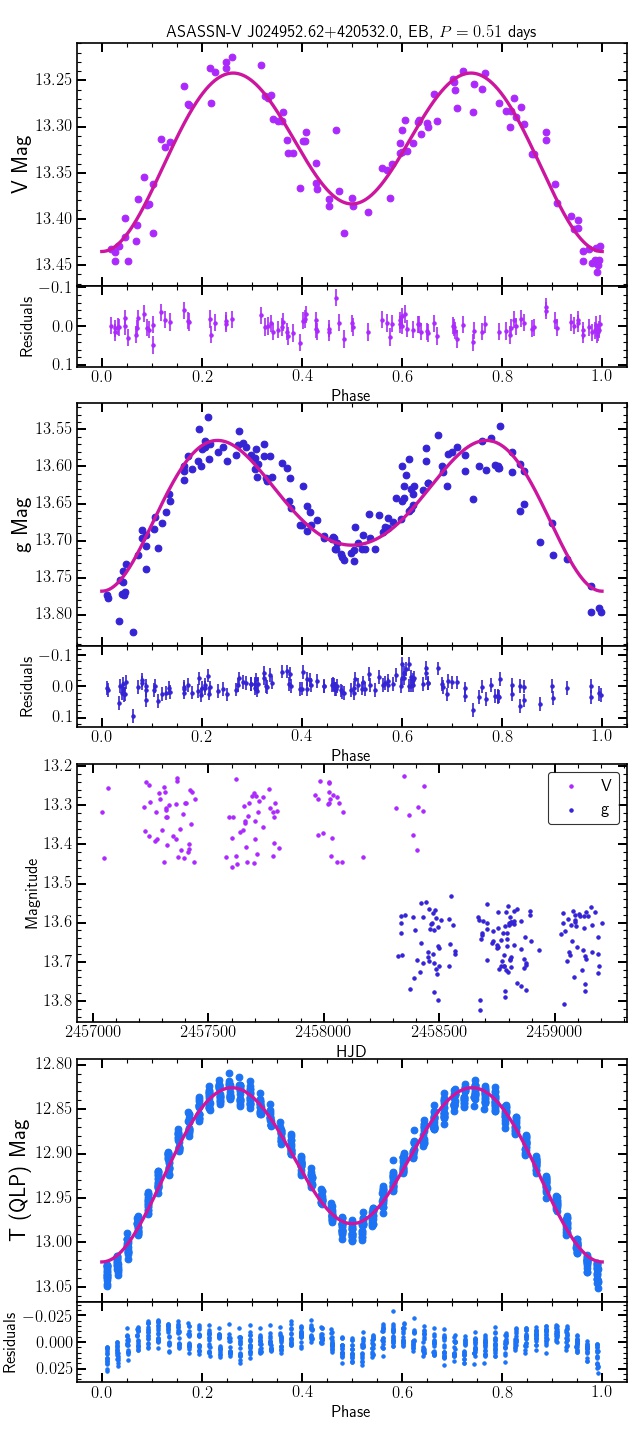 ASASSN-V J024952.62+420532.0, EB, P = 0.51 days
13.25
13.30
13.35
13.40
13.45
V Mag
−0.1
0.0
0.1
Residuals
0.0 0.2 0.4 0.6 0.8 1.0
Phase
13.55
13.60
13.65
13.70
13.75
13.80
g Mag
−0.1
0.0
0.1
Residuals
0.0 0.2 0.4 0.6 0.8 1.0
Phase
13.2
13.3
13.4
13.5
13.6
13.7
13.8
Magnitude
V
g
2457000 2457500 2458000 2458500 2459000
HJD
12.80
12.85
12.90
12.95
13.00
13.05
T (QLP) Mag
−0.025
0.000
0.025
Residuals
0.0 0.2 0.4 0.6 0.8 1.0
Phase